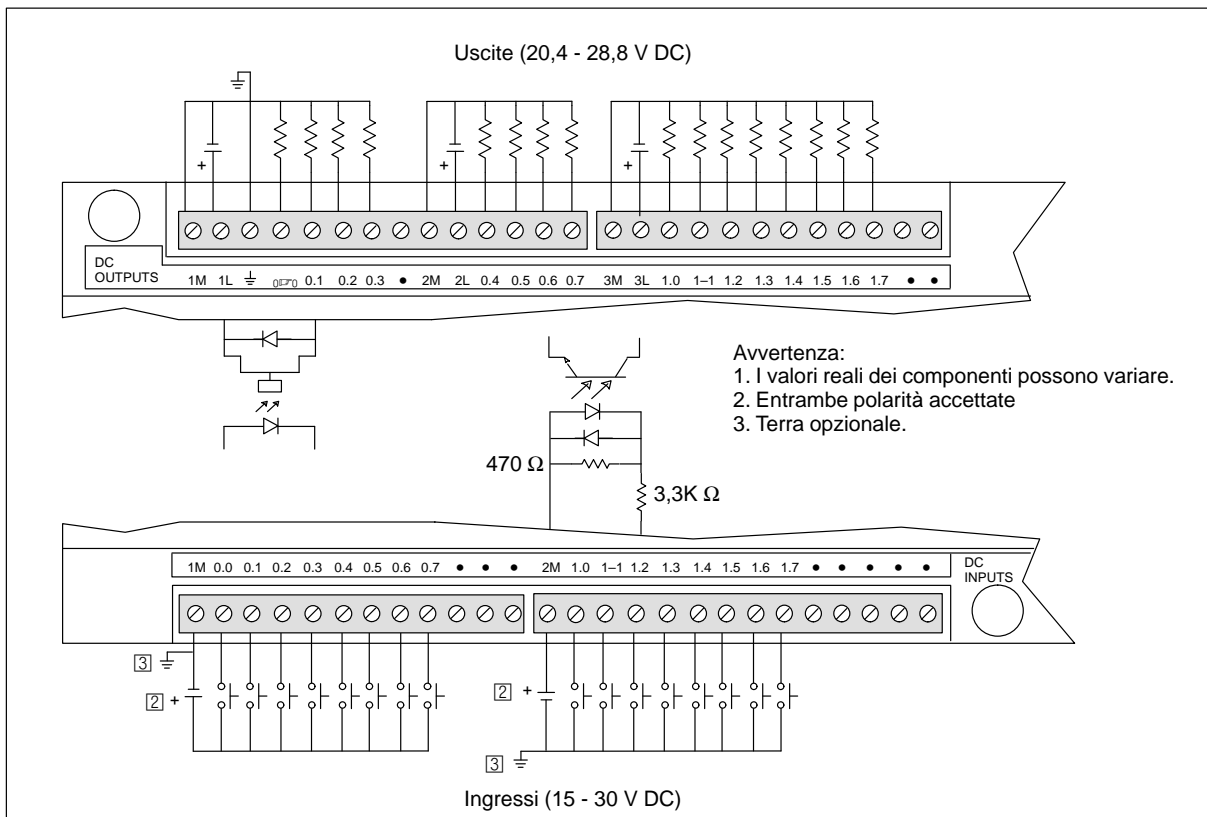 Uscite (20,4 - 28,8 V DC)
+ + +
DC
OUTPUTS
1M 1L 0.1 0.2 0.3 • 2M 2L 0.4 0.5 0.6 0.7 3M 3L 1.0 1–1 1.2 1.3 1.4 1.5 1.6 1.7 • •
Avvertenza:
1. I valori reali dei componenti possono variare.
2. Entrambe polarità accettate
3. Terra opzionale.
470 Ω
3,3K Ω
1M 0.0 0.1 0.2 0.3 0.4 0.5 0.6 0.7 • • • 2M 1.0 1–1 1.2 1.3 1.4 1.5 1.6 1.7 • • • • •
DC
INPUTS
3
2 + 2 +
3
Ingressi (15 - 30 V DC)